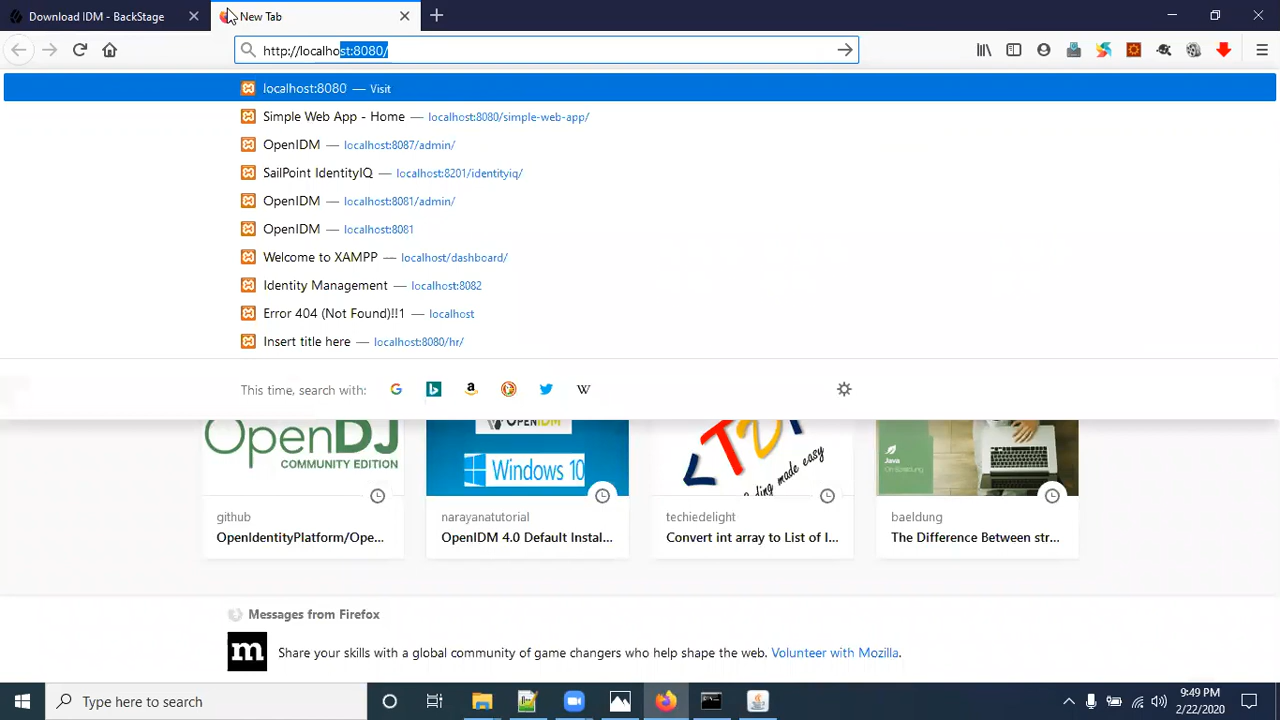 Download IDM - BackStage
New Tab
http://localhost:8080/
localhost:8080 — Visit
Simple Web App - Home — localhost:8080/simple-web-app/
OpenIDM — localhost:8087/admin/
SailPoint IdentityIQ — localhost:8201/identityiq/
OpenIDM — localhost:8081/admin/
OpenIDM — localhost:8081
Welcome to XAMPP — localhost/dashboard/
Identity Management — localhost:8082
Error 404 (Not Found)!!1 — localhost
Insert title here — localhost:8080/hr/
This time, search with:
OpenDJ
COMMUNITY EDITION
OPENIDM
Windows 10
made easy
Java
github
OpenIdentityPlatform/Ope...
narayanatutorial
OpenIDM 4.0 Default Instal...
techiedelight
Convert int array to List of I...
baeldung
The Difference Between str...
Messages from Firefox
m
Share your skills with a global community of game changers who help shape the web. Volunteer with Mozilla.
Type here to search
9:49 PM
2/22/2020